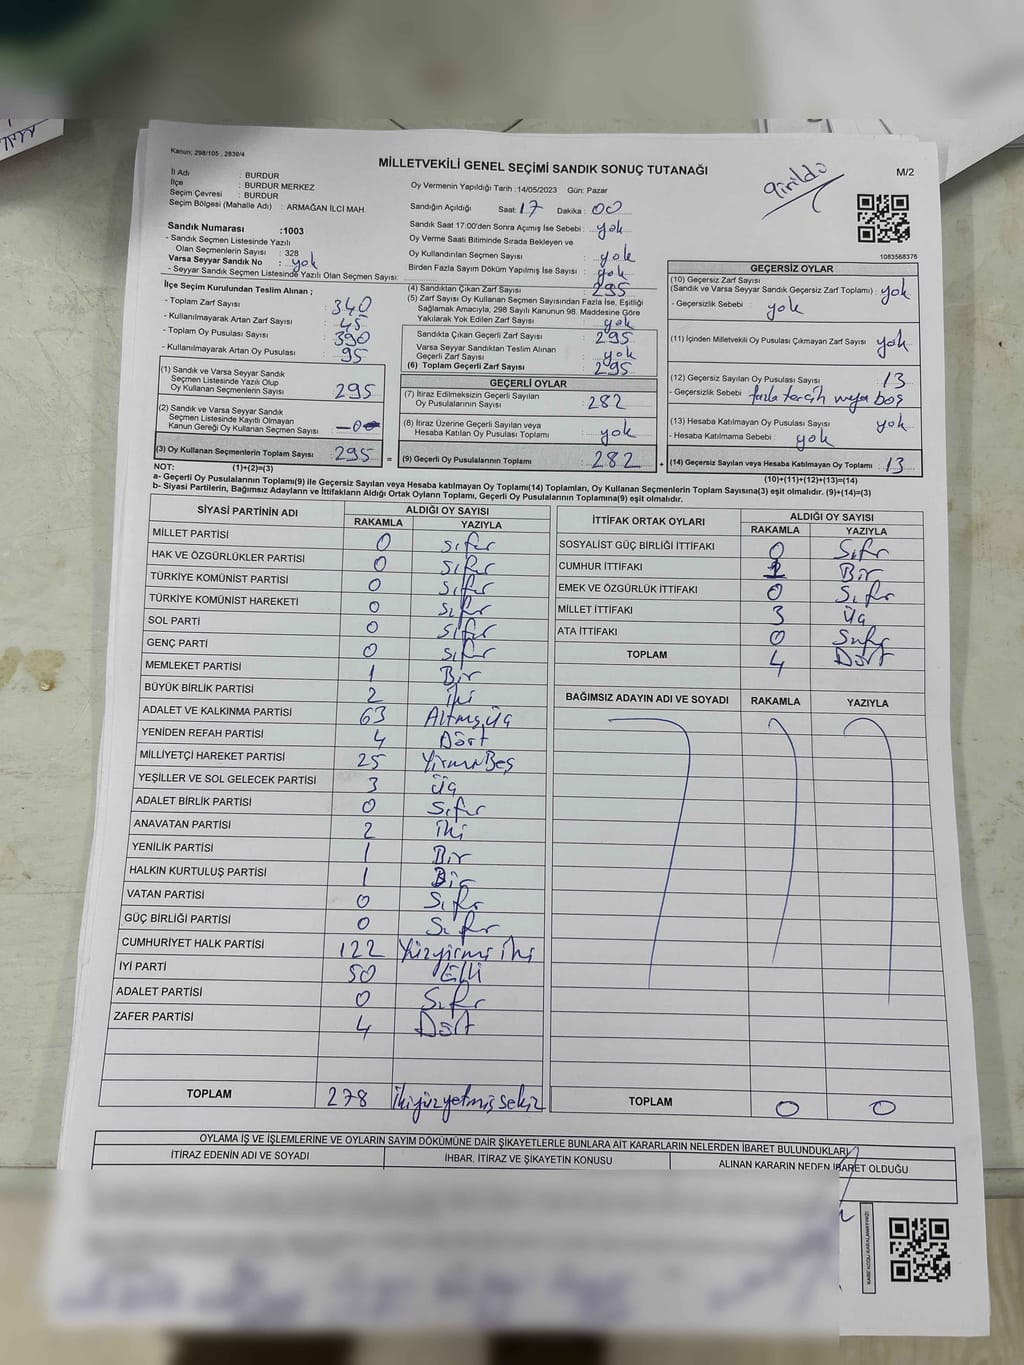 Kanun: 298/105 , 2839/4
MİLLETVEKİLİ GENEL SEÇİMİ SANDIK SONUÇ TUTANAĞI
girildi
M/2
İl Adı : BURDUR
İlçe : BURDUR MERKEZ
Seçim Çevresi : BURDUR
Seçim Bölgesi (Mahalle Adı) : ARMAĞAN İLCİ MAH.
Oy Vermenin Yapıldığı Tarih :14/05/2023 Gün: Pazar
Sandığın Açıldığı Saat: 17 Dakika : 00
Sandık Numarası :1003
- Sandık Seçmen Listesinde Yazılı
Olan Seçmenlerin Sayısı : 328
Varsa Seyyar Sandık No : yok
- Seyyar Sandık Seçmen Listesinde Yazılı Olan Seçmen Sayısı:
Sandık Saat 17:00'den Sonra Açımış İse Sebebi : yok
Oy Verme Saati Bitiminde Sırada Bekleyen ve
Oy Kullandırılan Seçmen Sayısı : yok
Birden Fazla Sayım Döküm Yapılmış İse Sayısı : yok
1083568376
İlçe Seçim Kurulundan Teslim Alınan ;
- Toplam Zarf Sayısı : 340
- Kullanılmayarak Artan Zarf Sayısı : 45
- Toplam Oy Pusulası Sayısı : 390
- Kullanılmayarak Artan Oy Pusulası : 95
(1) Sandık ve Varsa Seyyar Sandık
Seçmen Listesinde Yazılı Olup
Oy Kullanan Seçmenlerin Sayısı : 295
(2) Sandık ve Varsa Seyyar Sandık
Seçmen Listesinde Kayıtlı Olmayan
Kanun Gereği Oy Kullanan Seçmen Sayısı : -0-
(3) Oy Kullanan Seçmenlerin Toplam Sayısı : 295 =
(4) Sandıktan Çıkan Zarf Sayısı : 295
(5) Zarf Sayısı Oy Kullanan Seçmen Sayısından Fazla İse, Eşitliği
Sağlamak Amacıyla, 298 Sayılı Kanunun 98. Maddesine Göre
Yakılarak Yok Edilen Zarf Sayısı : yok
Sandıkta Çıkan Geçerli Zarf Sayısı : 295
Varsa Seyyar Sandıktan Teslim Alınan
Geçerli Zarf Sayısı : yok
(6) Toplam Geçerli Zarf Sayısı : 295
GEÇERLİ OYLAR
(7) İtiraz Edilmeksizin Geçerli Sayılan
Oy Pusulalarının Sayısı : 282
(8) İtiraz Üzerine Geçerli Sayılan veya
Hesaba Katılan Oy Pusulası Toplamı : yok
(9) Geçerli Oy Pusulalarının Toplamı : 282 +
GEÇERSİZ OYLAR
(10) Geçersiz Zarf Sayısı
(Sandık ve Varsa Seyyar Sandık Geçersiz Zarf Toplamı) : yok
- Geçersizlik Sebebi : yok
(11) İçinden Milletvekili Oy Pusulası Çıkmayan Zarf Sayısı : yok
(12) Geçersiz Sayılan Oy Pusulası Sayısı : 13
- Geçersizlik Sebebi : fazla tercih veya boş
(13) Hesaba Katılmayan Oy Pusulası Sayısı : yok
- Hesaba Katılmama Sebebi : yok
(14) Geçersiz Sayılan veya Hesaba Katılmayan Oy Toplamı : 13
NOT: (1)+(2)=(3)
(10)+(11)+(12)+(13)=(14)
a- Geçerli Oy Pusulalarının Toplamı(9) ile Geçersiz Sayılan veya Hesaba katılmayan Oy Toplamı(14) Toplamları, Oy Kullanan Seçmenlerin Toplam Sayısına(3) eşit olmalıdır. (9)+(14)=(3)
b- Siyasi Partilerin, Bağımsız Adayların ve İttifakların Aldığı Ortak Oyların Toplamı, Geçerli Oy Pusulalarının Toplamına(9) eşit olmalıdır.
SİYASİ PARTİNİN ADI ALDIĞI OY SAYISI
RAKAMLA YAZIYLA
MİLLET PARTİSİ 0 sıfır
HAK VE ÖZGÜRLÜKLER PARTİSİ 0 sıfır
TÜRKİYE KOMÜNİST PARTİSİ 0 sıfır
TÜRKİYE KOMÜNİST HAREKETİ 0 sıfır
SOL PARTİ 0 sıfır
GENÇ PARTİ 0 sıfır
MEMLEKET PARTİSİ 1 Bir
BÜYÜK BİRLİK PARTİSİ 2 iki
ADALET VE KALKINMA PARTİSİ 63 Altmışüç
YENİDEN REFAH PARTİSİ 4 Dört
MİLLİYETÇİ HAREKET PARTİSİ 25 YirmiBeş
YEŞİLLER VE SOL GELECEK PARTİSİ 3 üç
ADALET BİRLİK PARTİSİ 0 Sıfır
ANAVATAN PARTİSİ 2 iki
YENİLİK PARTİSİ 1 Bir
HALKIN KURTULUŞ PARTİSİ 1 Bir
VATAN PARTİSİ 0 Sıfır
GÜÇ BİRLİĞİ PARTİSİ 0 Sıfır
CUMHURİYET HALK PARTİSİ 122 Yüzyirmi iki
İYİ PARTİ 50 Elli
ADALET PARTİSİ 0 Sıfır
ZAFER PARTİSİ 4 Dört
TOPLAM 278 İkiyüzyetmiş sekiz
İTTİFAK ORTAK OYLARI ALDIĞI OY SAYISI
RAKAMLA YAZIYLA
SOSYALİST GÜÇ BİRLİĞİ İTTİFAKI 0 Sıfır
CUMHUR İTTİFAKI 1 Bir
EMEK VE ÖZGÜRLÜK İTTİFAKI 0 Sıfır
MİLLET İTTİFAKI 3 üç
ATA İTTİFAKI 0 Sıfır
TOPLAM 4 Dört
BAĞIMSIZ ADAYIN ADI VE SOYADI RAKAMLA YAZIYLA
TOPLAM 0 0
OYLAMA İŞ VE İŞLEMLERİNE VE OYLARIN SAYIM DÖKÜMÜNE DAİR ŞİKAYETLERLE BUNLARA AİT KARARLARIN NELERDEN İBARET BULUNDUKLARI
İTİRAZ EDENİN ADI VE SOYADI İHBAR, İTİRAZ VE ŞİKAYETİN KONUSU ALINAN KARARIN NEDEN İBARET OLDUĞU